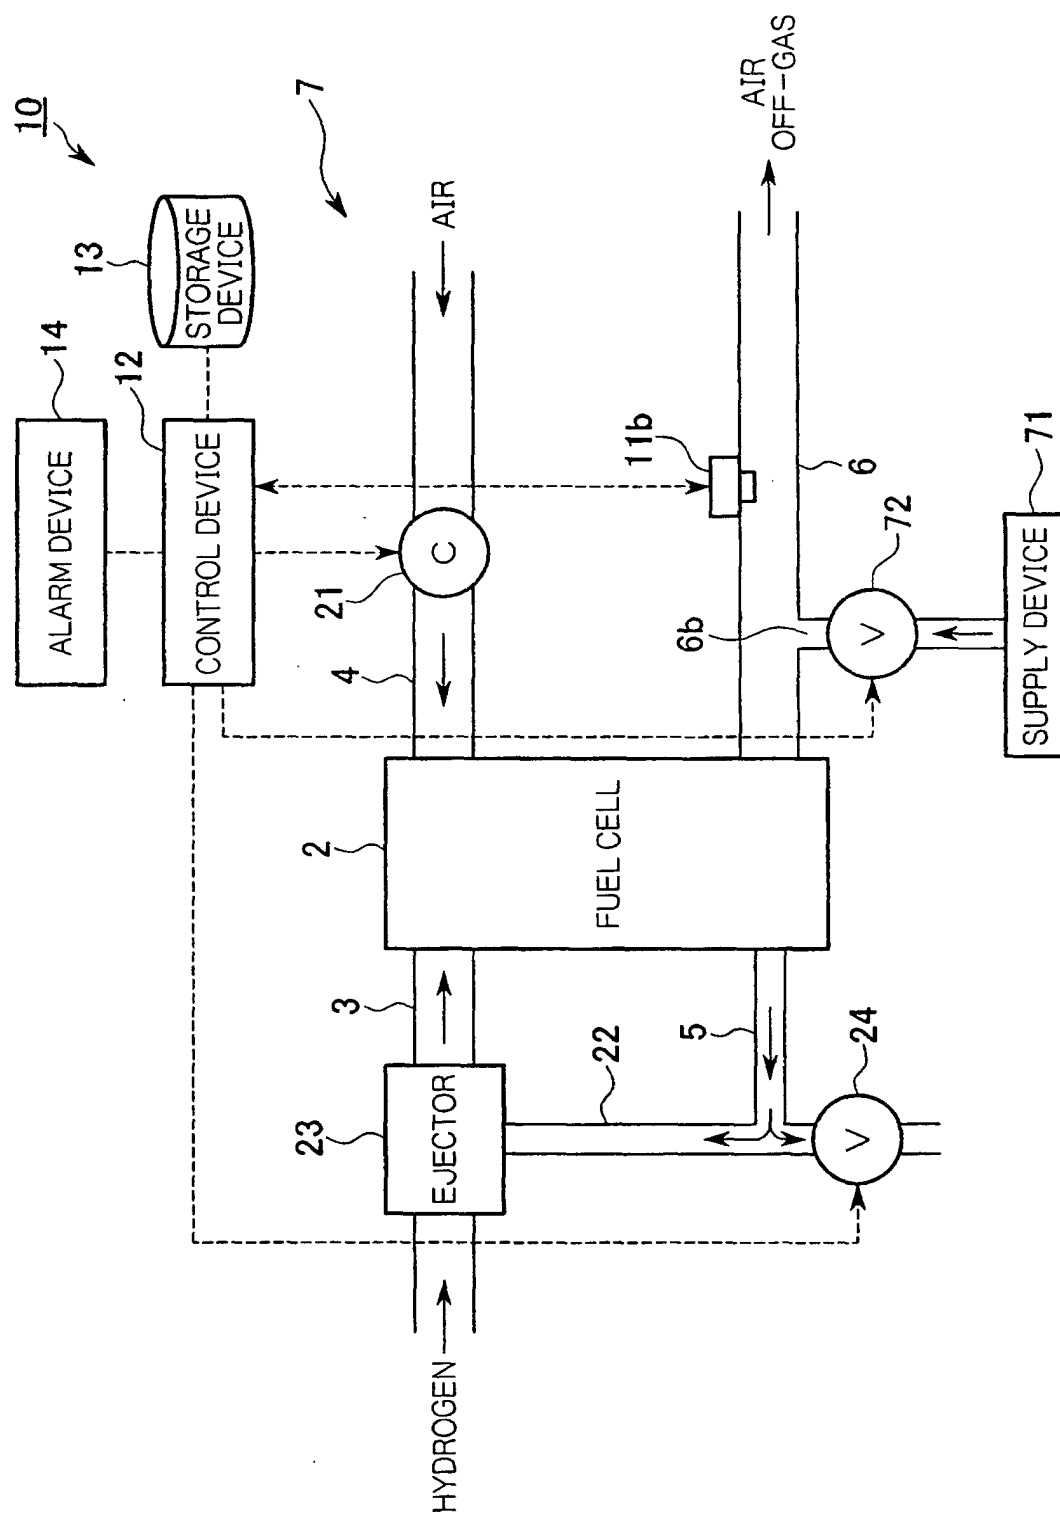 10
7
ALARM DEVICE
14
CONTROL DEVICE
12
STORAGE
DEVICE
13
HYDROGEN
EJECTOR
23
3
FUEL CELL
2
4
C
21
AIR
22
5
V
24
11b
6
6b
V
72
SUPPLY DEVICE
71
AIR
OFF-GAS